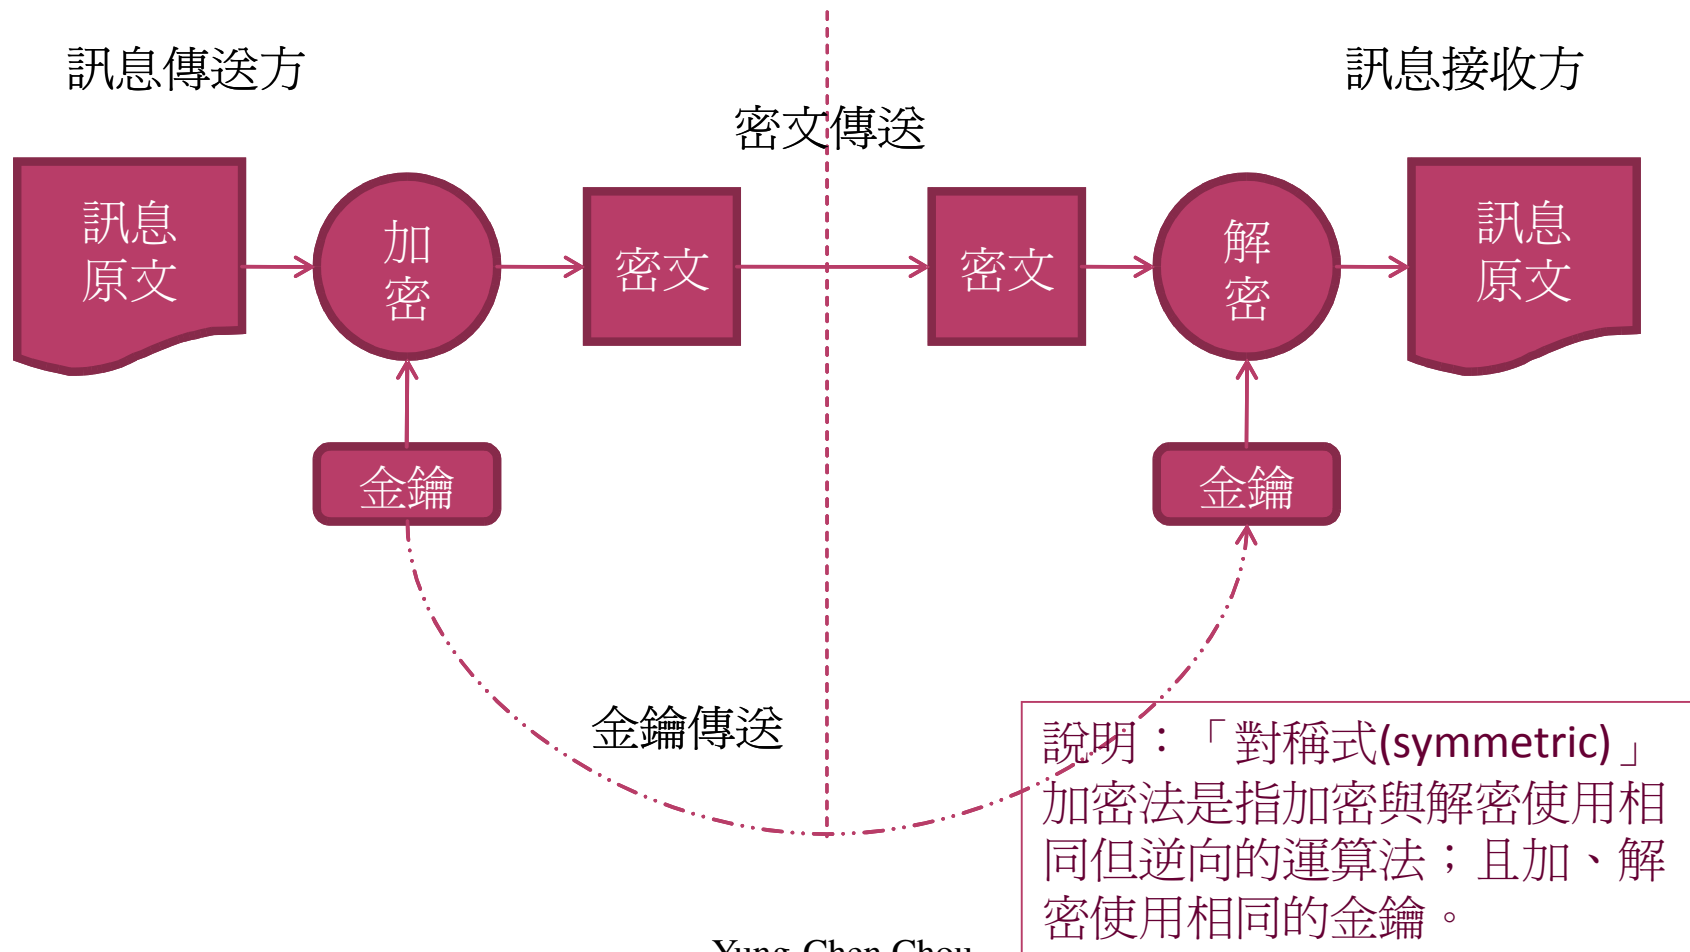 訊息傳送方
訊息接收方
密文傳送
訊息
原文
加
密
密文
密文
解
密
訊息
原文
金鑰
金鑰
金鑰傳送
說明：「對稱式(symmetric)」
加密法是指加密與解密使用相
同但逆向的運算法；且加、解
密使用相同的金鑰。
Yung-Chen Chou